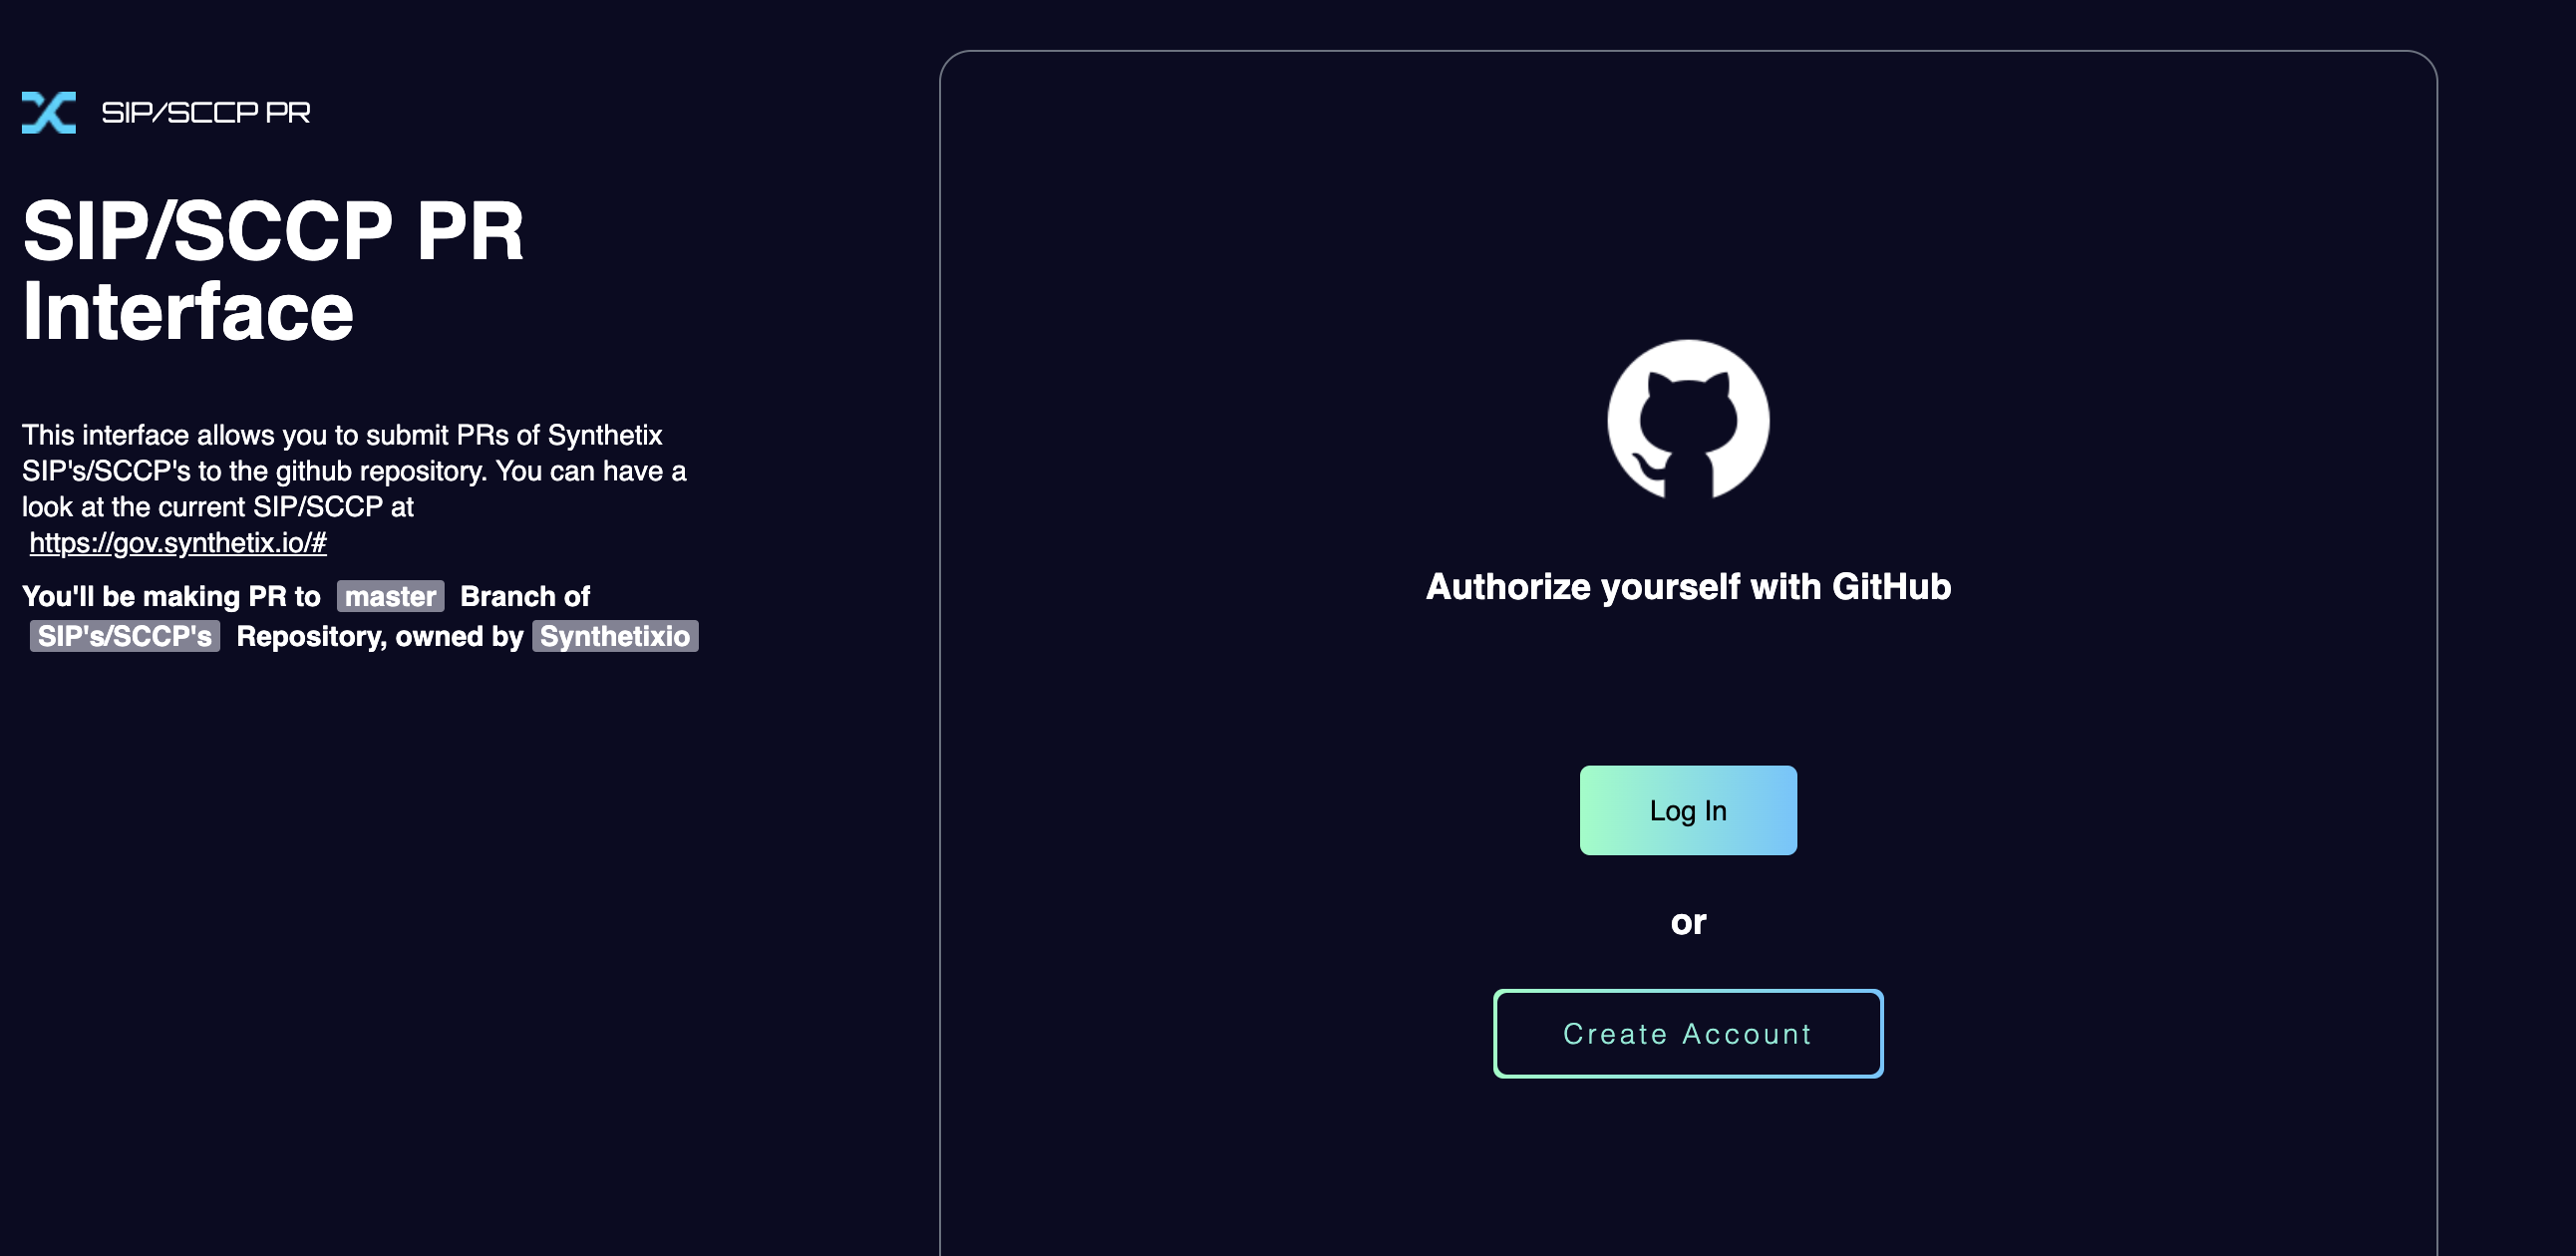 SIP/SCCP PR
SIP/SCCP PR
Interface
This interface allows you to submit PRs of Synthetix
SIP's/SCCP's to the github repository. You can have a
look at the current SIP/SCCP at
https://gov.synthetix.io/#
You'll be making PR to master Branch of
SIP's/SCCP's Repository, owned by Synthetixio
Authorize yourself with GitHub
Log In
or
Create Account